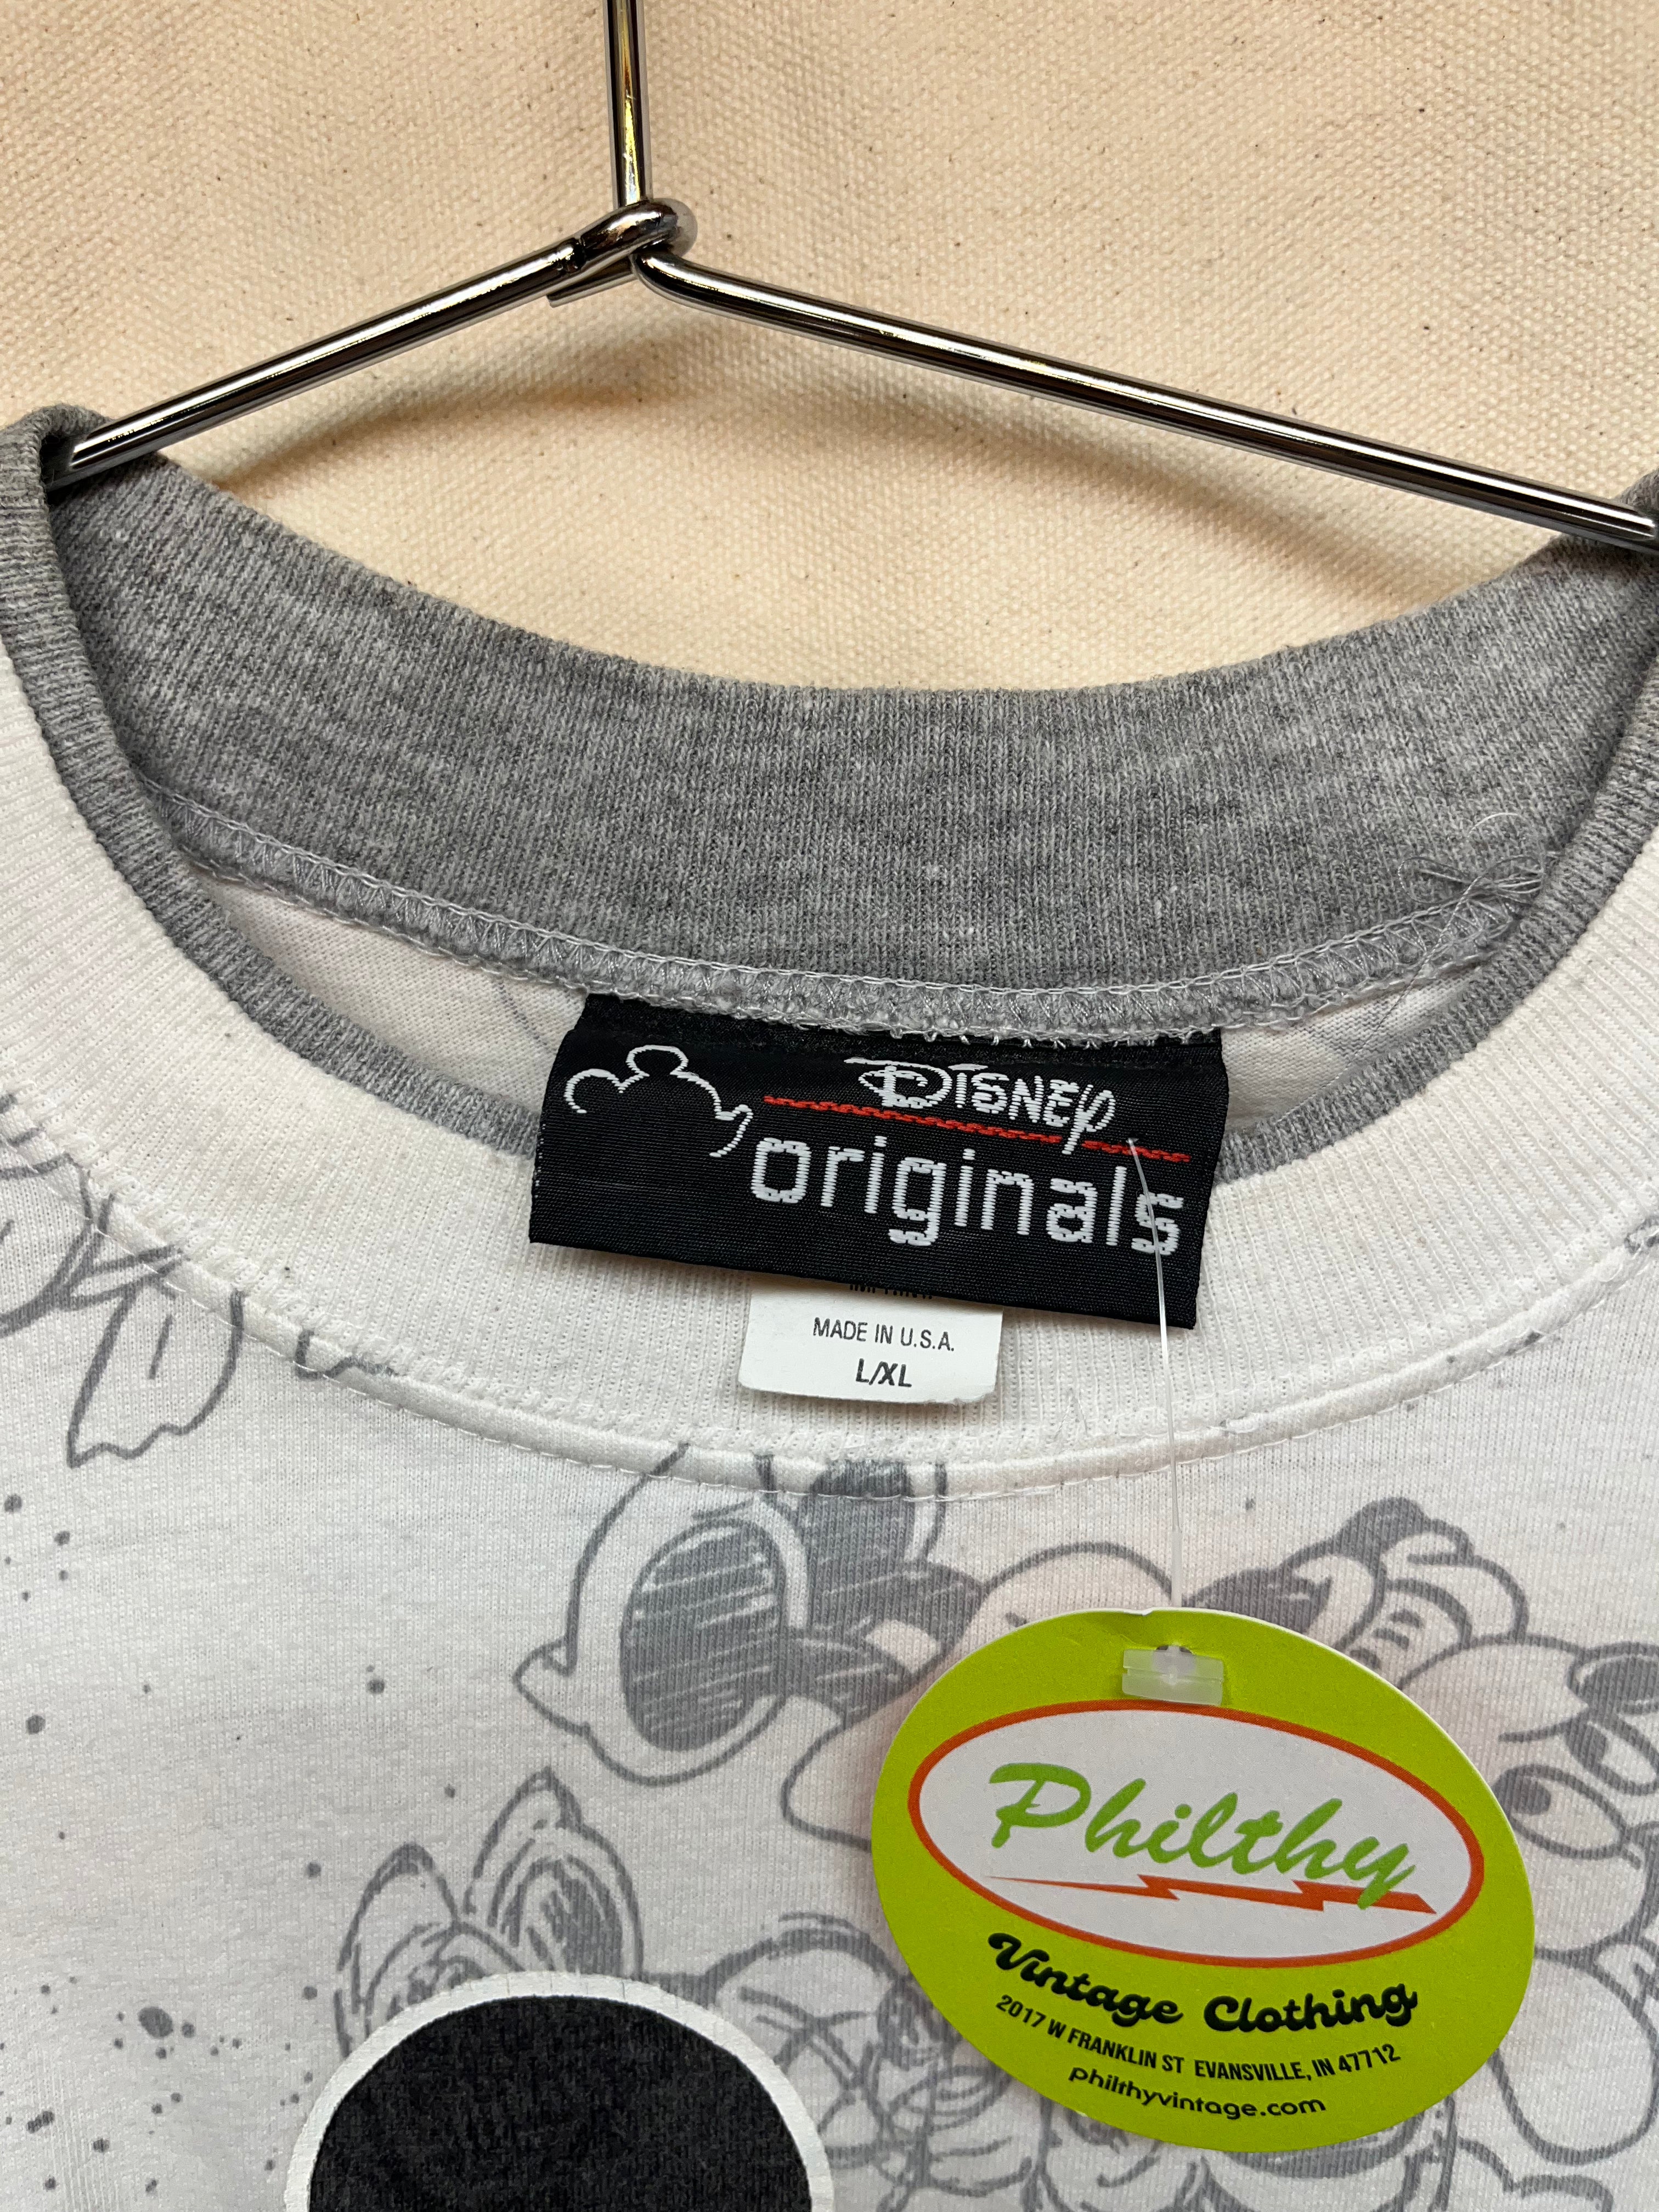 Disney
originals
MADE IN U.S.A.
L/XL
Philthy
Vintage Clothing
2017 W FRANKLIN ST EVANSVILLE, IN 47712
philthyvintage.com